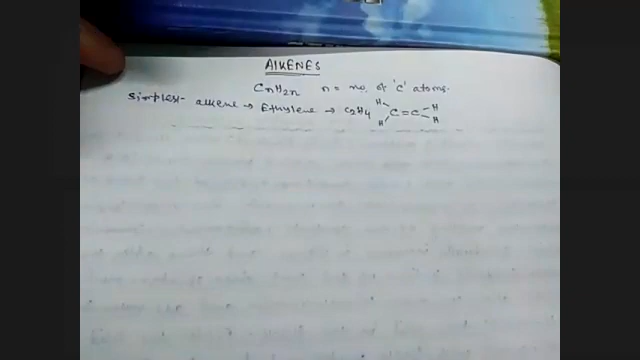 ALKENES
CnH2n n = no. of 'C' atoms.
Simplest alkene → Ethylene → C2H4 H H C=C H H